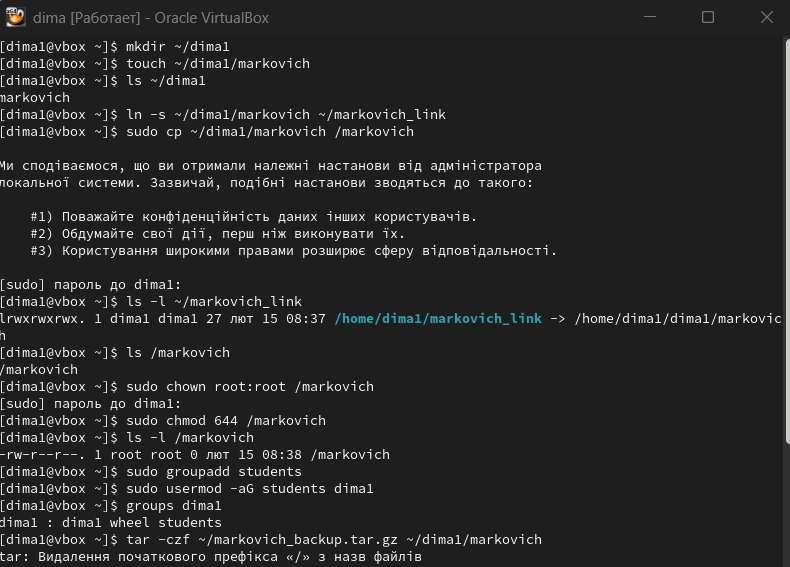 dima [Работает] - Oracle VirtualBox
[dima1@vbox ~]$ mkdir ~/dima1
[dima1@vbox ~]$ touch ~/dima1/markovich
[dima1@vbox ~]$ ls ~/dima1
markovich
[dima1@vbox ~]$ ln -s ~/dima1/markovich ~/markovich_link
[dima1@vbox ~]$ sudo cp ~/dima1/markovich /markovich
Ми сподіваємося, що ви отримали належні настанови від адміністратора
локальної системи. Зазвичай, подібні настанови зводяться до такого:
#1) Поважайте конфіденційність даних інших користувачів.
#2) Обдумайте свої дії, перш ніж виконувати їх.
#3) Користування широкими правами розширює сферу відповідальності.
[sudo] пароль до dima1:
[dima1@vbox ~]$ ls -l ~/markovich_link
lrwxrwxrwx. 1 dima1 dima1 27 лют 15 08:37 /home/dima1/markovich_link -> /home/dima1/dima1/markovic
h
[dima1@vbox ~]$ ls /markovich
/markovich
[dima1@vbox ~]$ sudo chown root:root /markovich
[sudo] пароль до dima1:
[dima1@vbox ~]$ sudo chmod 644 /markovich
[dima1@vbox ~]$ ls -l /markovich
-rw-r--r--. 1 root root 0 лют 15 08:38 /markovich
[dima1@vbox ~]$ sudo groupadd students
[dima1@vbox ~]$ sudo usermod -aG students dima1
[dima1@vbox ~]$ groups dima1
dima1 : dima1 wheel students
[dima1@vbox ~]$ tar -czf ~/markovich_backup.tar.gz ~/dima1/markovich
tar: Видалення початкового префікса «/» з назв файлів